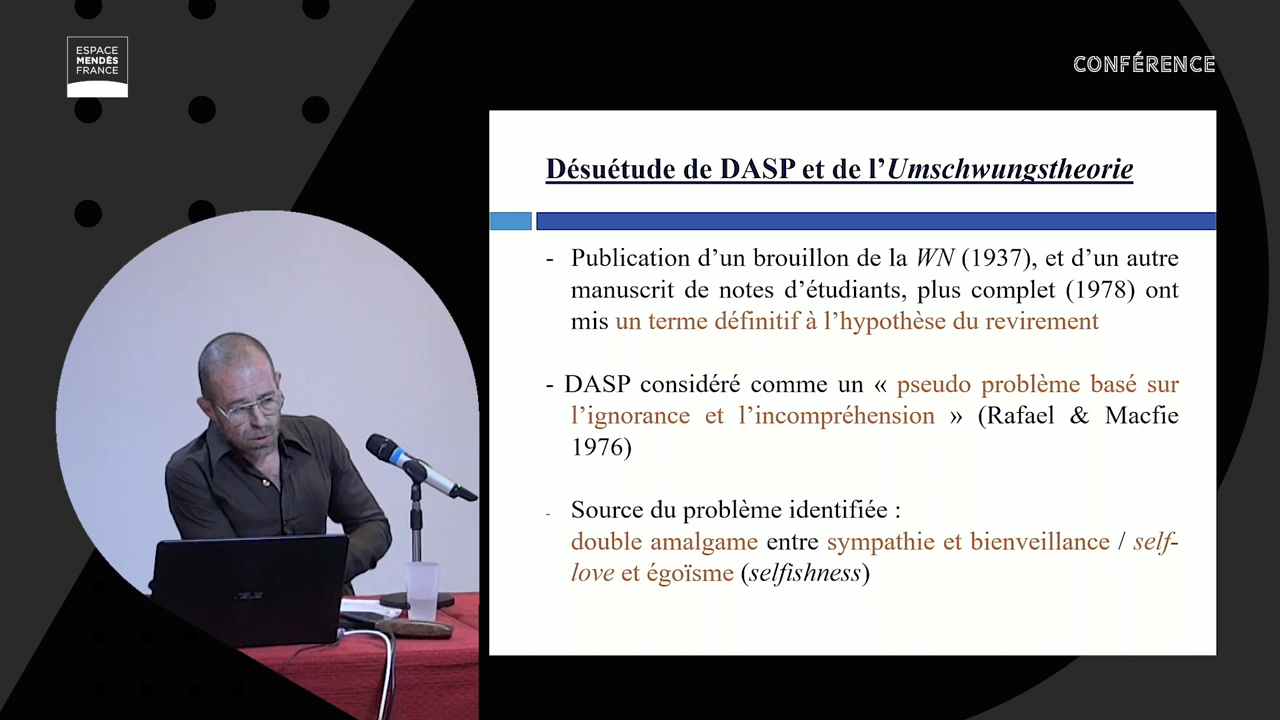 ESPACE
MENDÈS
FRANCE
CONFÉRENCE
Désuétude de DASP et de l’Umschwungstheorie
- Publication d’un brouillon de la WN (1937), et d’un autre
manuscrit de notes d’étudiants, plus complet (1978) ont
mis un terme définitif à l’hypothèse du revirement
- DASP considéré comme un « pseudo problème basé sur
l’ignorance et l’incompréhension » (Rafael & Macfie
1976)
- Source du problème identifiée :
double amalgame entre sympathie et bienveillance / self-
love et égoïsme (selfishness)